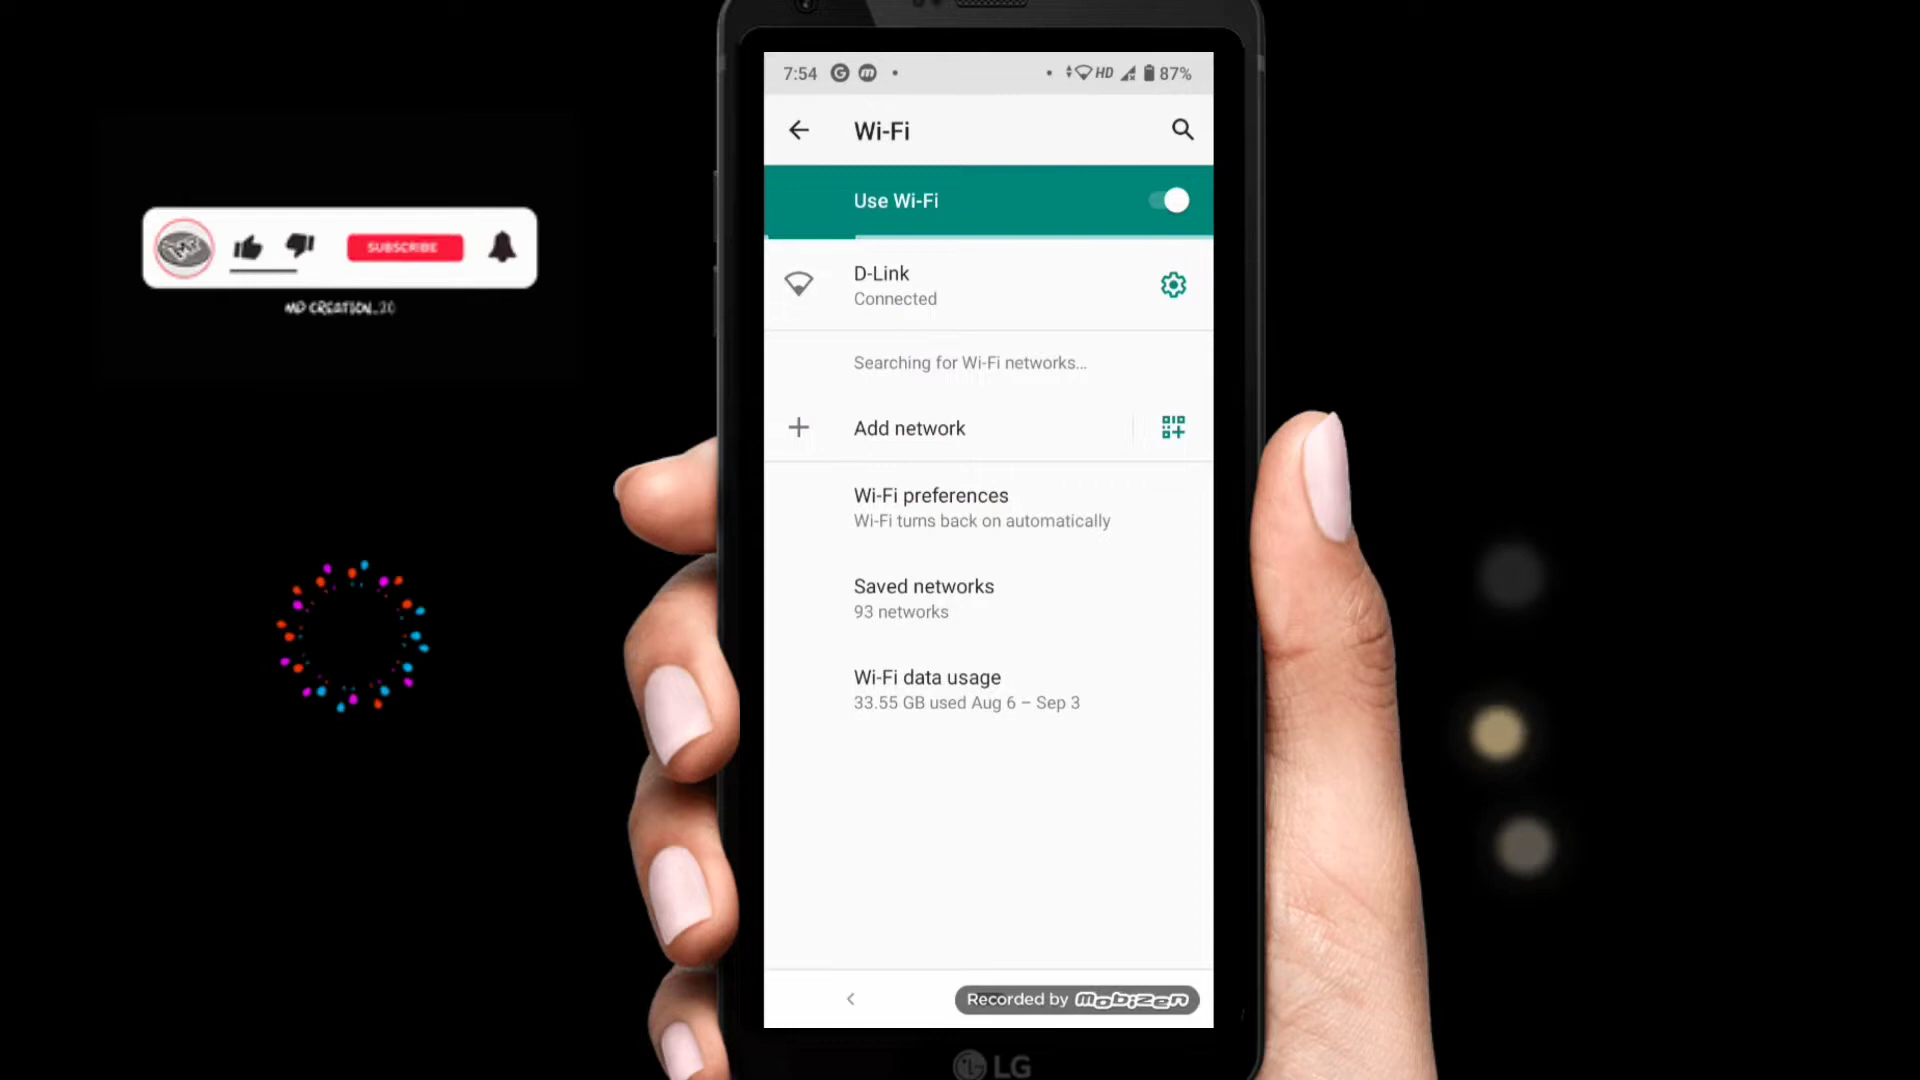 7:54
HD
87%
Wi-Fi
Use Wi-Fi
D-Link
Connected
Searching for Wi-Fi networks...
Add network
Wi-Fi preferences
Wi-Fi turns back on automatically
Saved networks
93 networks
Wi-Fi data usage
33.55 GB used Aug 6 – Sep 3
Recorded by mobizen
LG
SUBSCRIBE
MD CREATION_20